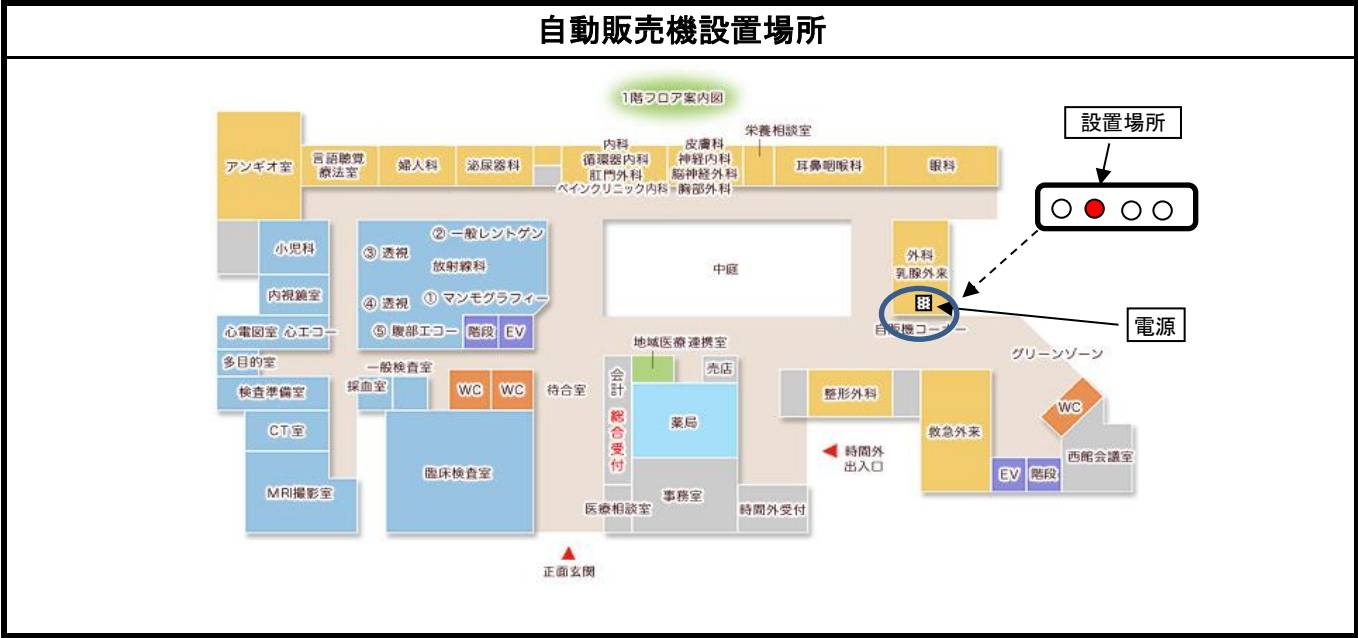 自動販売機設置場所
1階フロア案内図
設置場所
アンギオ室
言語聴覚
療法室
婦人科
泌尿器科
内科
循環器内科
肛門外科
ペインクリニック内科
皮膚科
神経内科
脳神経外科
胸部外科
栄養相談室
耳鼻咽喉科
眼科
小児科
内視鏡室
心電図室 心エコー
② 一般レントゲン
③ 透視
放射線科
④ 透視
① マンモグラフィー
⑤ 腹部エコー
階段
EV
中庭
外科
乳腺外来
自販機コーナー
電源
グリーンゾーン
多目的室
検査準備室
CT室
MRI撮影室
一般検査室
採血室
WC
WC
待合室
臨床検査室
地域医療連携室
会計
総合受付
売店
薬局
医療相談室
事務室
時間外受付
整形外科
時間外
出入口
救急外来
WC
EV
階段
西館会議室
正面玄関